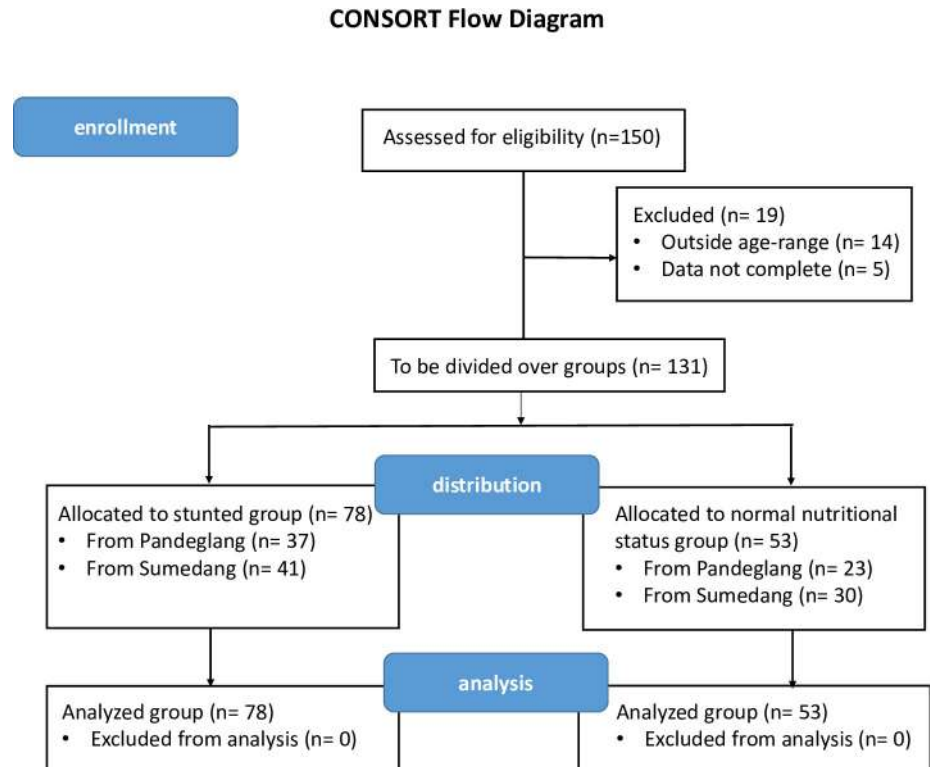 CONSORT Flow Diagram
enrollment
Assessed for eligibility (n=150)
Excluded (n= 19)
• Outside age-range (n= 14)
• Data not complete (n= 5)
To be divided over groups (n= 131)
distribution
Allocated to stunted group (n= 78)
• From Pandeglang (n= 37)
• From Sumedang (n= 41)
Allocated to normal nutritional
status group (n= 53)
• From Pandeglang (n= 23)
• From Sumedang (n= 30)
analysis
Analyzed group (n= 78)
• Excluded from analysis (n= 0)
Analyzed group (n= 53)
• Excluded from analysis (n= 0)